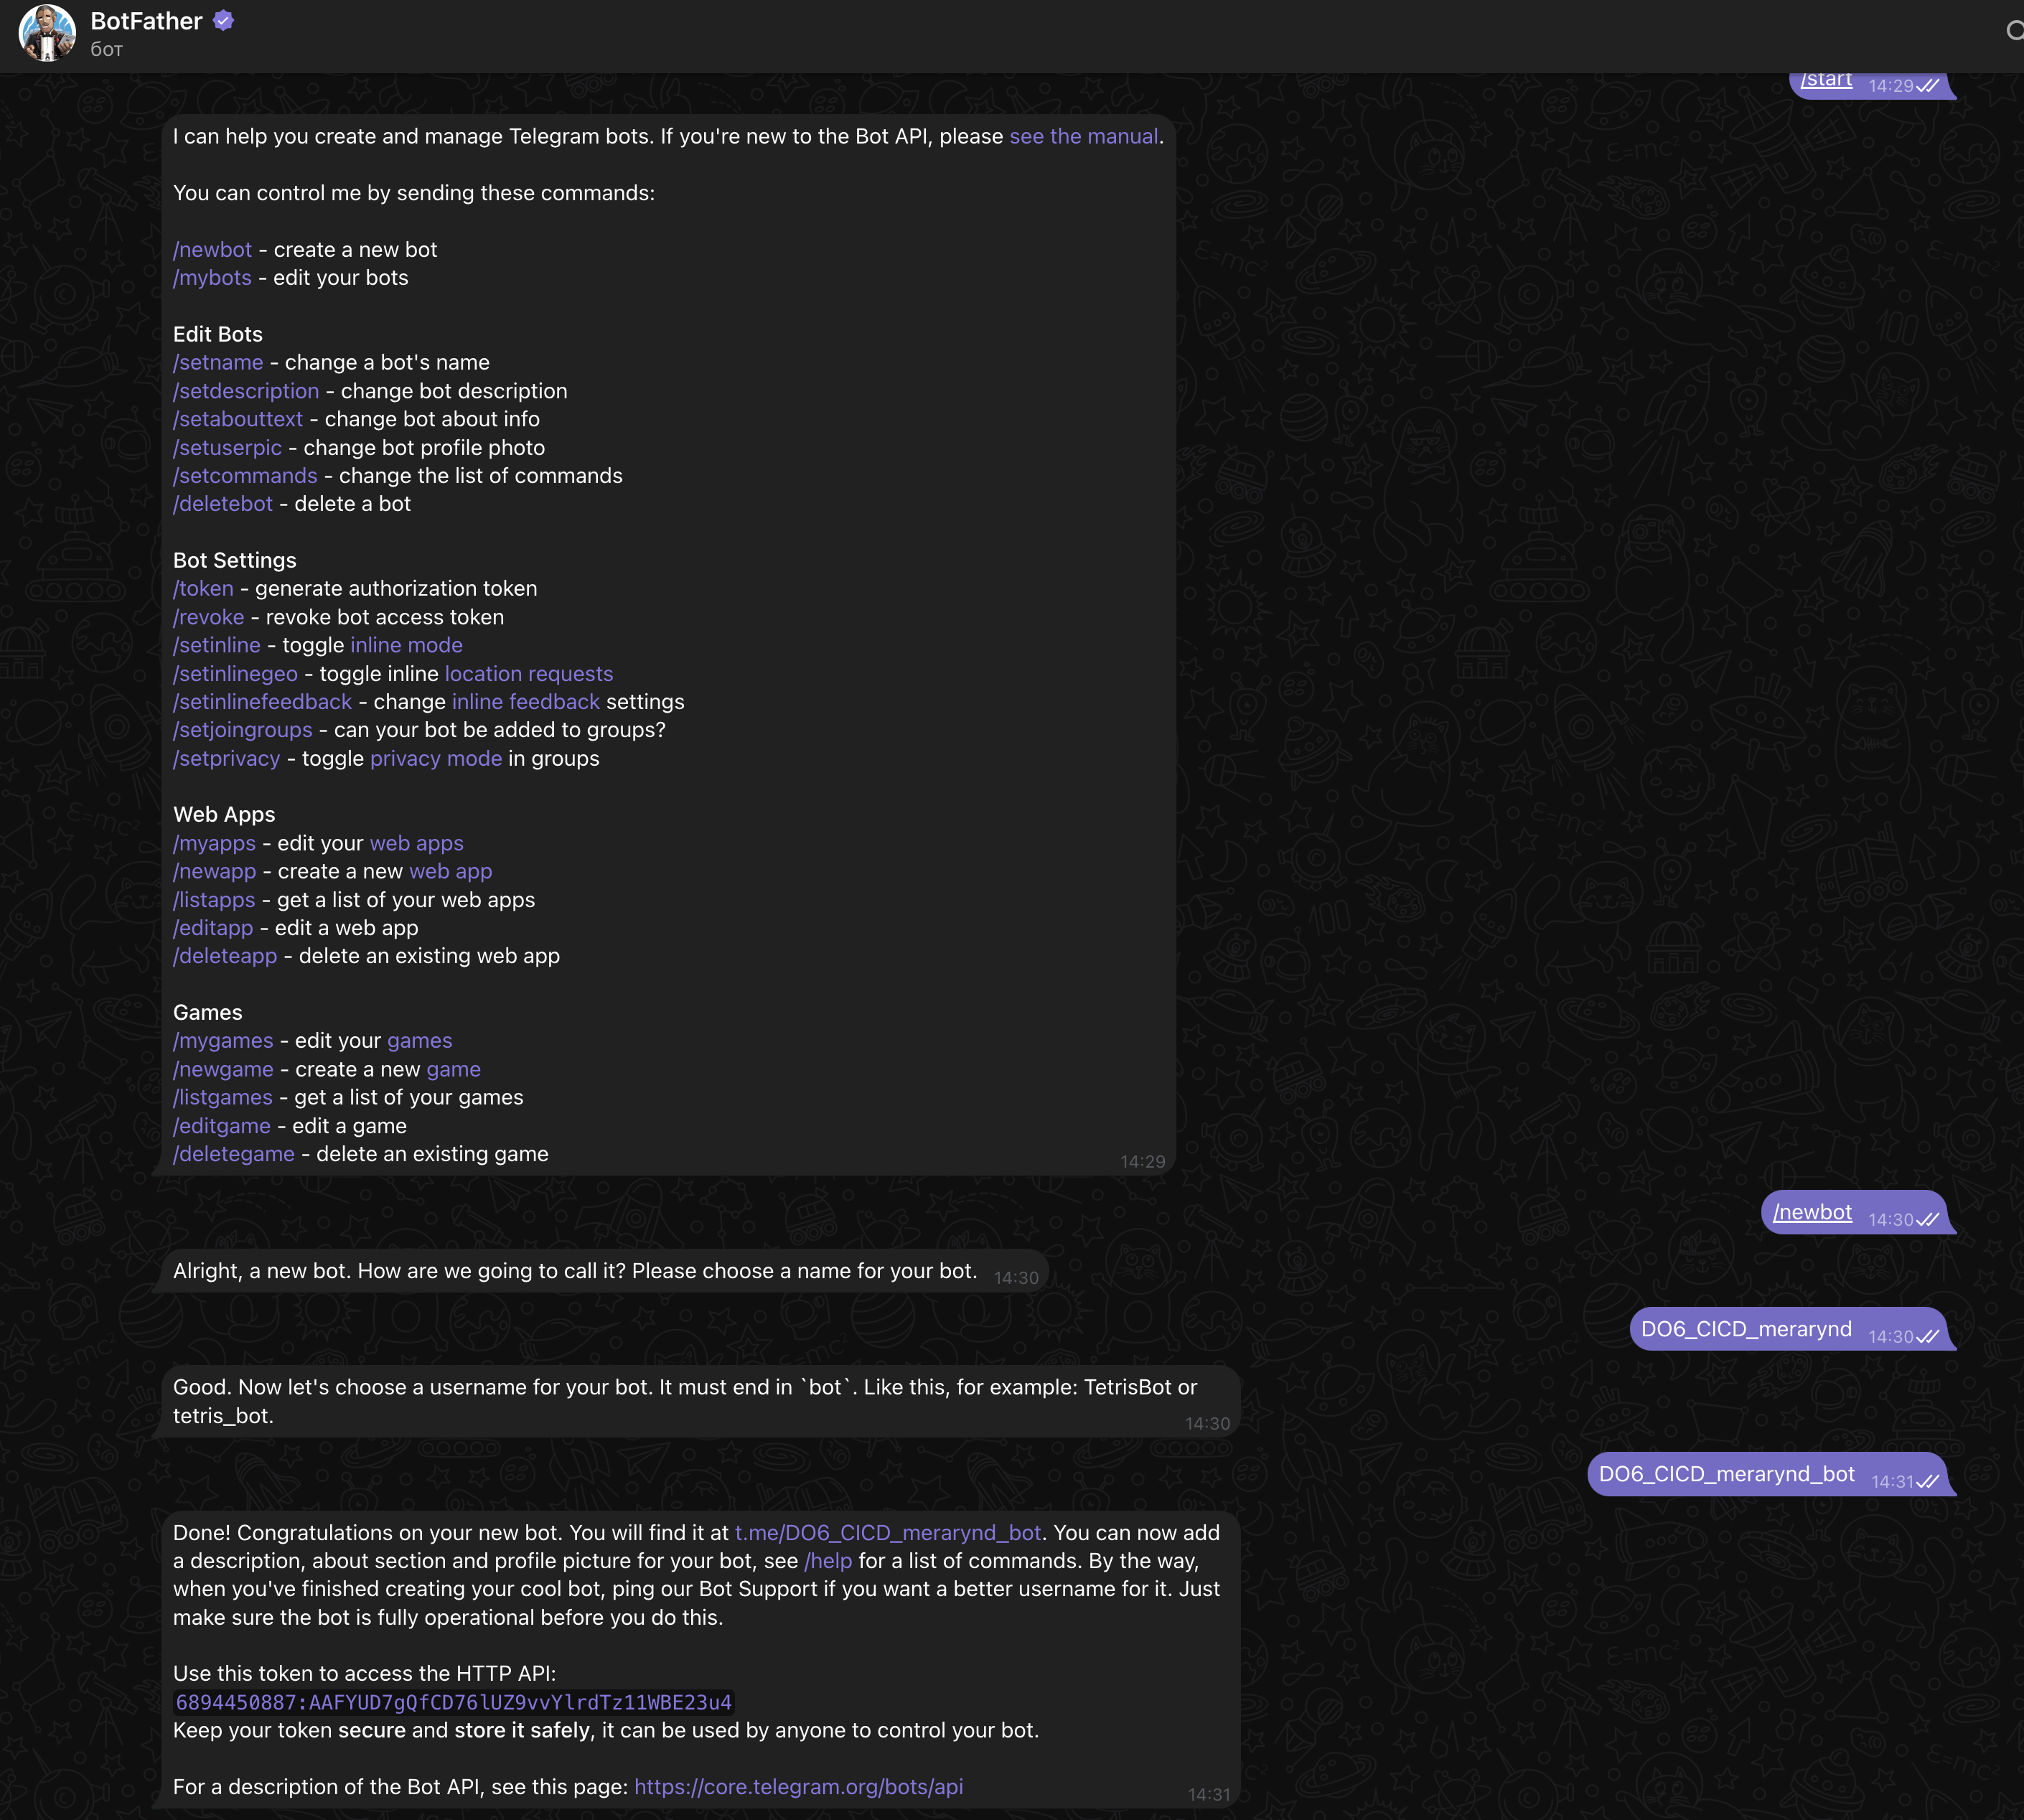 BotFather
бот
/start 14:29
I can help you create and manage Telegram bots. If you're new to the Bot API, please see the manual.
You can control me by sending these commands:
/newbot - create a new bot
/mybots - edit your bots
Edit Bots
/setname - change a bot's name
/setdescription - change bot description
/setabouttext - change bot about info
/setuserpic - change bot profile photo
/setcommands - change the list of commands
/deletebot - delete a bot
Bot Settings
/token - generate authorization token
/revoke - revoke bot access token
/setinline - toggle inline mode
/setinlinegeo - toggle inline location requests
/setinlinefeedback - change inline feedback settings
/setjoingroups - can your bot be added to groups?
/setprivacy - toggle privacy mode in groups
Web Apps
/myapps - edit your web apps
/newapp - create a new web app
/listapps - get a list of your web apps
/editapp - edit a web app
/deleteapp - delete an existing web app
Games
/mygames - edit your games
/newgame - create a new game
/listgames - get a list of your games
/editgame - edit a game
/deletegame - delete an existing game
14:29
/newbot 14:30
Alright, a new bot. How are we going to call it? Please choose a name for your bot. 14:30
DO6_CICD_merarynd 14:30
Good. Now let's choose a username for your bot. It must end in `bot`. Like this, for example: TetrisBot or
tetris_bot. 14:30
DO6_CICD_merarynd_bot 14:31
Done! Congratulations on your new bot. You will find it at t.me/DO6_CICD_merarynd_bot. You can now add
a description, about section and profile picture for your bot, see /help for a list of commands. By the way,
when you've finished creating your cool bot, ping our Bot Support if you want a better username for it. Just
make sure the bot is fully operational before you do this.
Use this token to access the HTTP API:
6894450887:AAFYUD7gQfCD76lUZ9vvYlrdTz11WBE23u4
Keep your token secure and store it safely, it can be used by anyone to control your bot.
For a description of the Bot API, see this page: https://core.telegram.org/bots/api 14:31